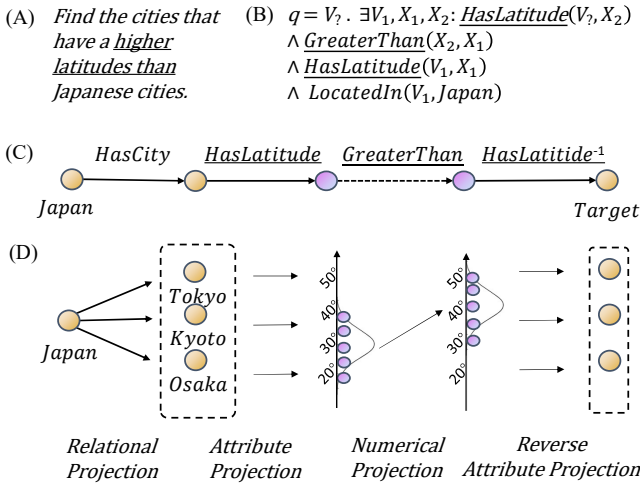 (A) Find the cities that
have a higher
latitudes than
Japanese cities.
(B) q = V? . ∃V1, X1, X2: HasLatitude(V?, X2)
∧ GreaterThan(X2, X1)
∧ HasLatitude(V1, X1)
∧ LocatedIn(V1, Japan)
(C)
HasCity HasLatitude GreaterThan HasLatitide⁻¹
Japan Target
(D)
Japan
Tokyo
Kyoto
Osaka
50°
40°
30°
20°
50°
40°
30°
20°
Relational
Projection
Attribute
Projection
Numerical
Projection
Reverse
Attribute Projection